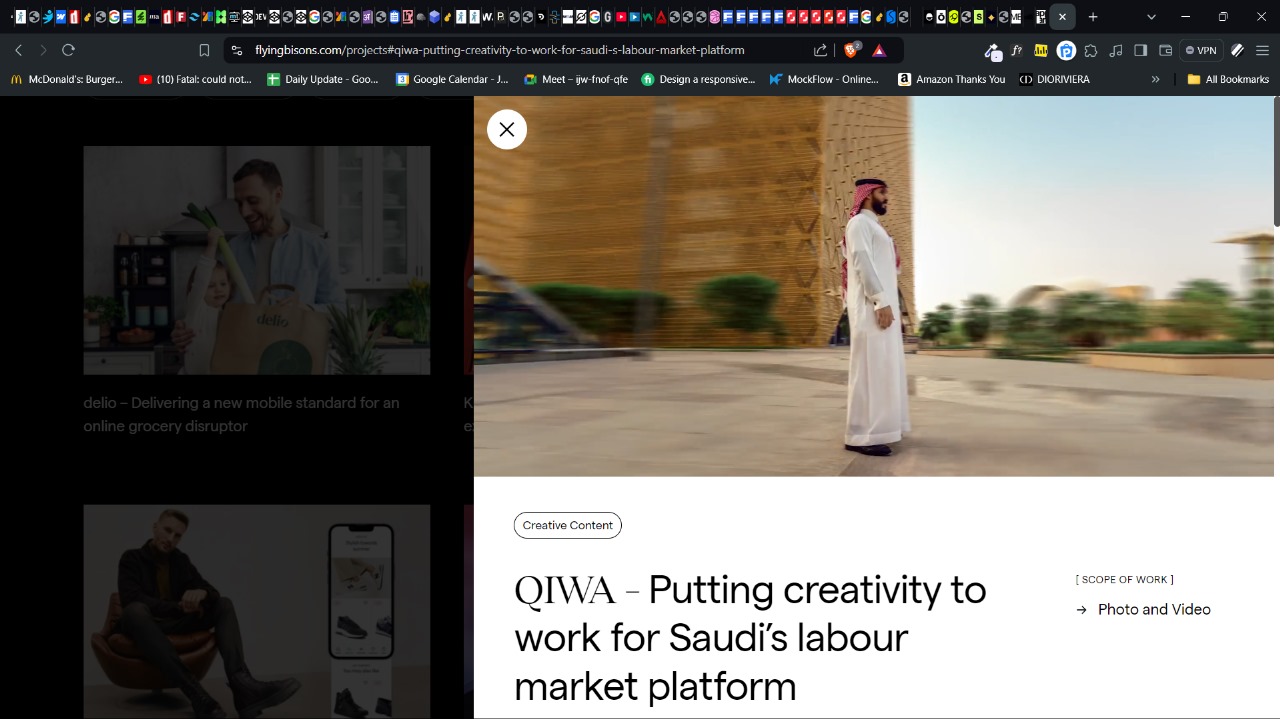 flyingbisons.com/projects#qiwa-putting-creativity-to-work-for-saudi-s-labour-market-platform
2
VPN
McDonald's: Burger...
(10) Fatal: could not...
Daily Update - Goo...
Google Calendar - J...
Meet – ijw-fnof-qfe
Design a responsive...
MockFlow - Online...
Amazon Thank You
DIORIVIERA
»
All Bookmarks
delio
delio – Delivering a new mobile standard for an
online grocery disruptor
Creative Content
QIWA – Putting creativity to
work for Saudi’s labour
market platform
[ SCOPE OF WORK ]
→ Photo and Video